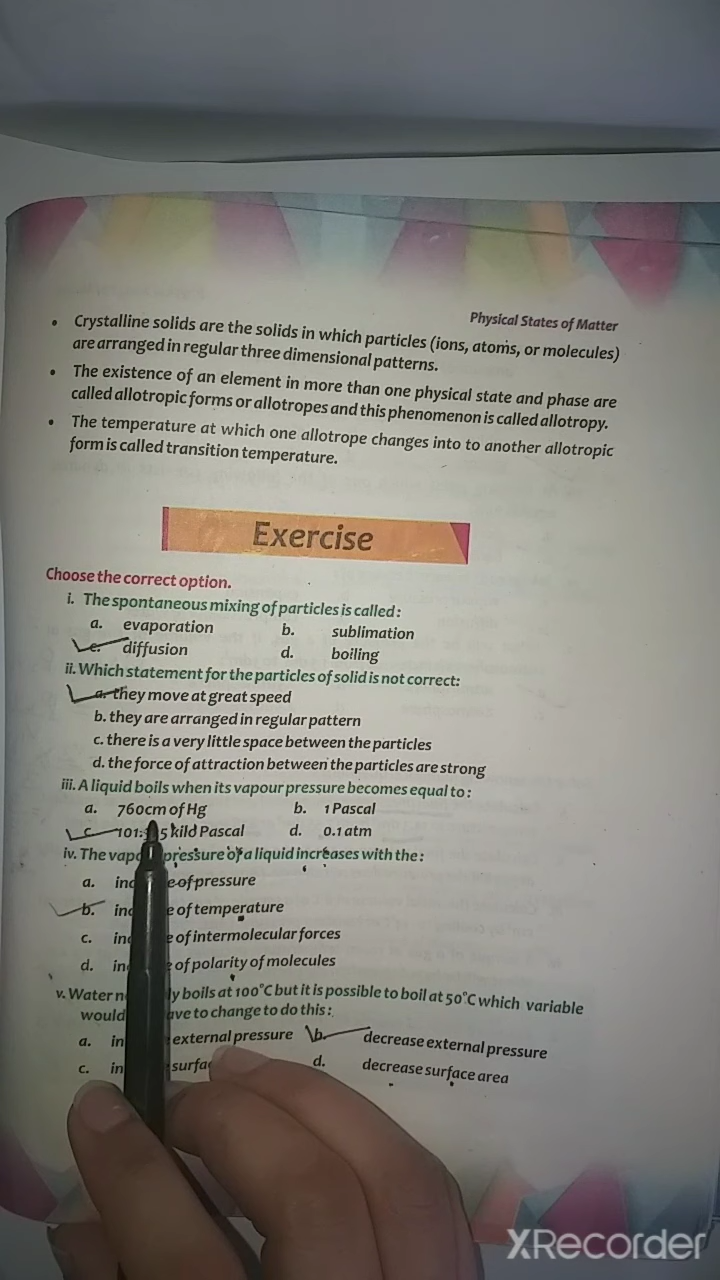 Physical States of Matter
• Crystalline solids are the solids in which particles (ions, atoms, or molecules)
are arranged in regular three dimensional patterns.
• The existence of an element in more than one physical state and phase are
called allotropic forms or allotropes and this phenomenon is called allotropy.
• The temperature at which one allotrope changes into to another allotropic
form is called transition temperature.
Exercise
Choose the correct option.
i. The spontaneous mixing of particles is called:
a. evaporation b. sublimation
c. diffusion d. boiling
ii. Which statement for the particles of solid is not correct:
a. they move at great speed
b. they are arranged in regular pattern
c. there is a very little space between the particles
d. the force of attraction between the particles are strong
iii. A liquid boils when its vapour pressure becomes equal to:
a. 760cm of Hg b. 1 Pascal
c. 5 kilo Pascal d. 0.1 atm
iv. The pressure of a liquid increases with the:
a. of pressure
b. of temperature
c. of intermolecular forces
d. of polarity of molecules
v. Water boils at 100°C but it is possible to boil at 50°C which variable
would to change to do this:
a. external pressure b. decrease external pressure
c. d. decrease surface area
XRecorder